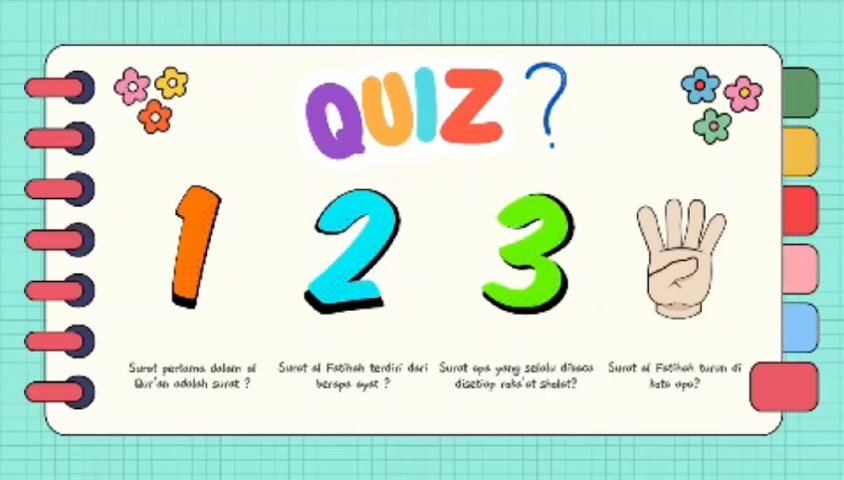 QUIZ ?
1 2 3
Surat pertama dalam al
Qur'an adalah surat ?
Surat al Fatihah terdiri dari
berapa ayat ?
Surat apa yang selalu dibaca
disetiap raka'at sholat?
Surat al Fatihah turun di
kota apa?